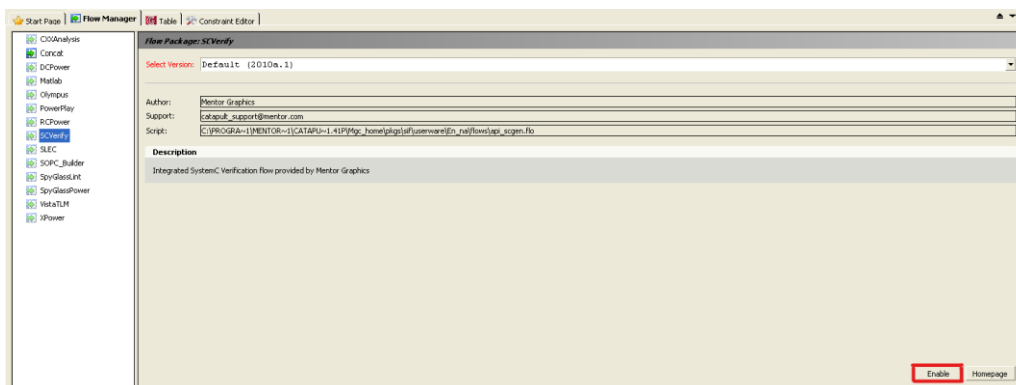 Start Page Flow Manager Table Constraint Editor
CXXAnalysis
Concat
DCPower
Matlab
Olympus
PowerPlay
RCPower
SCVerify
SLEC
SOPC_Builder
SpyGlassLint
SpyGlassPower
VistaTLM
XPower
Flow Package: SCVerify
Select Version: Default (2010a.1)
Author: Mentor Graphics
Support: catapult_support@mentor.com
Script: C:\PROGRA~1\MENTOR~1\CATAPU~1.41P\Mgc_home\pkgs\sif\userware\En_na\flows\api_scgen.flo
Description
Integrated SystemC Verification flow provided by Mentor Graphics
Enable Homepage